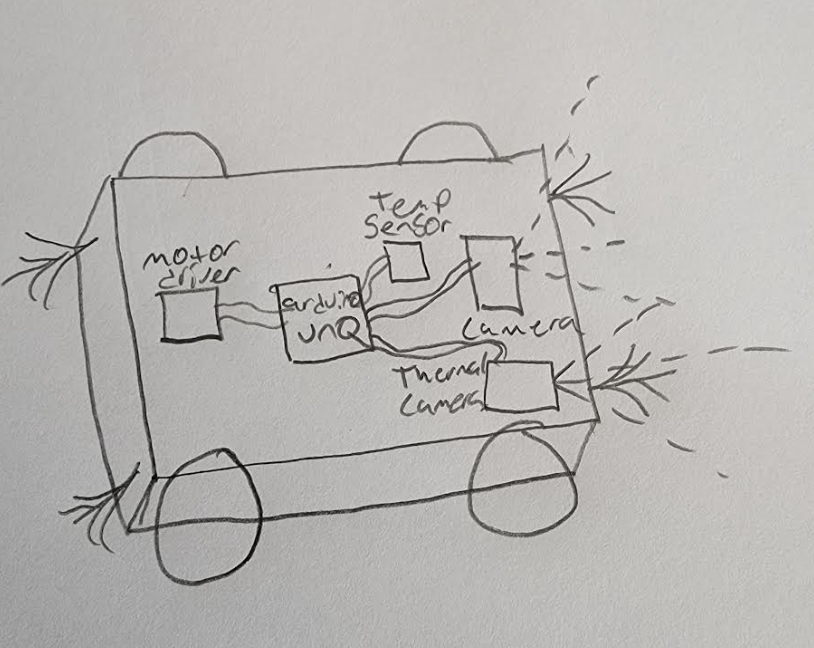 Temp
Sensor
motor
driver
arduino
UNQ
Camera
Thermal
Camera